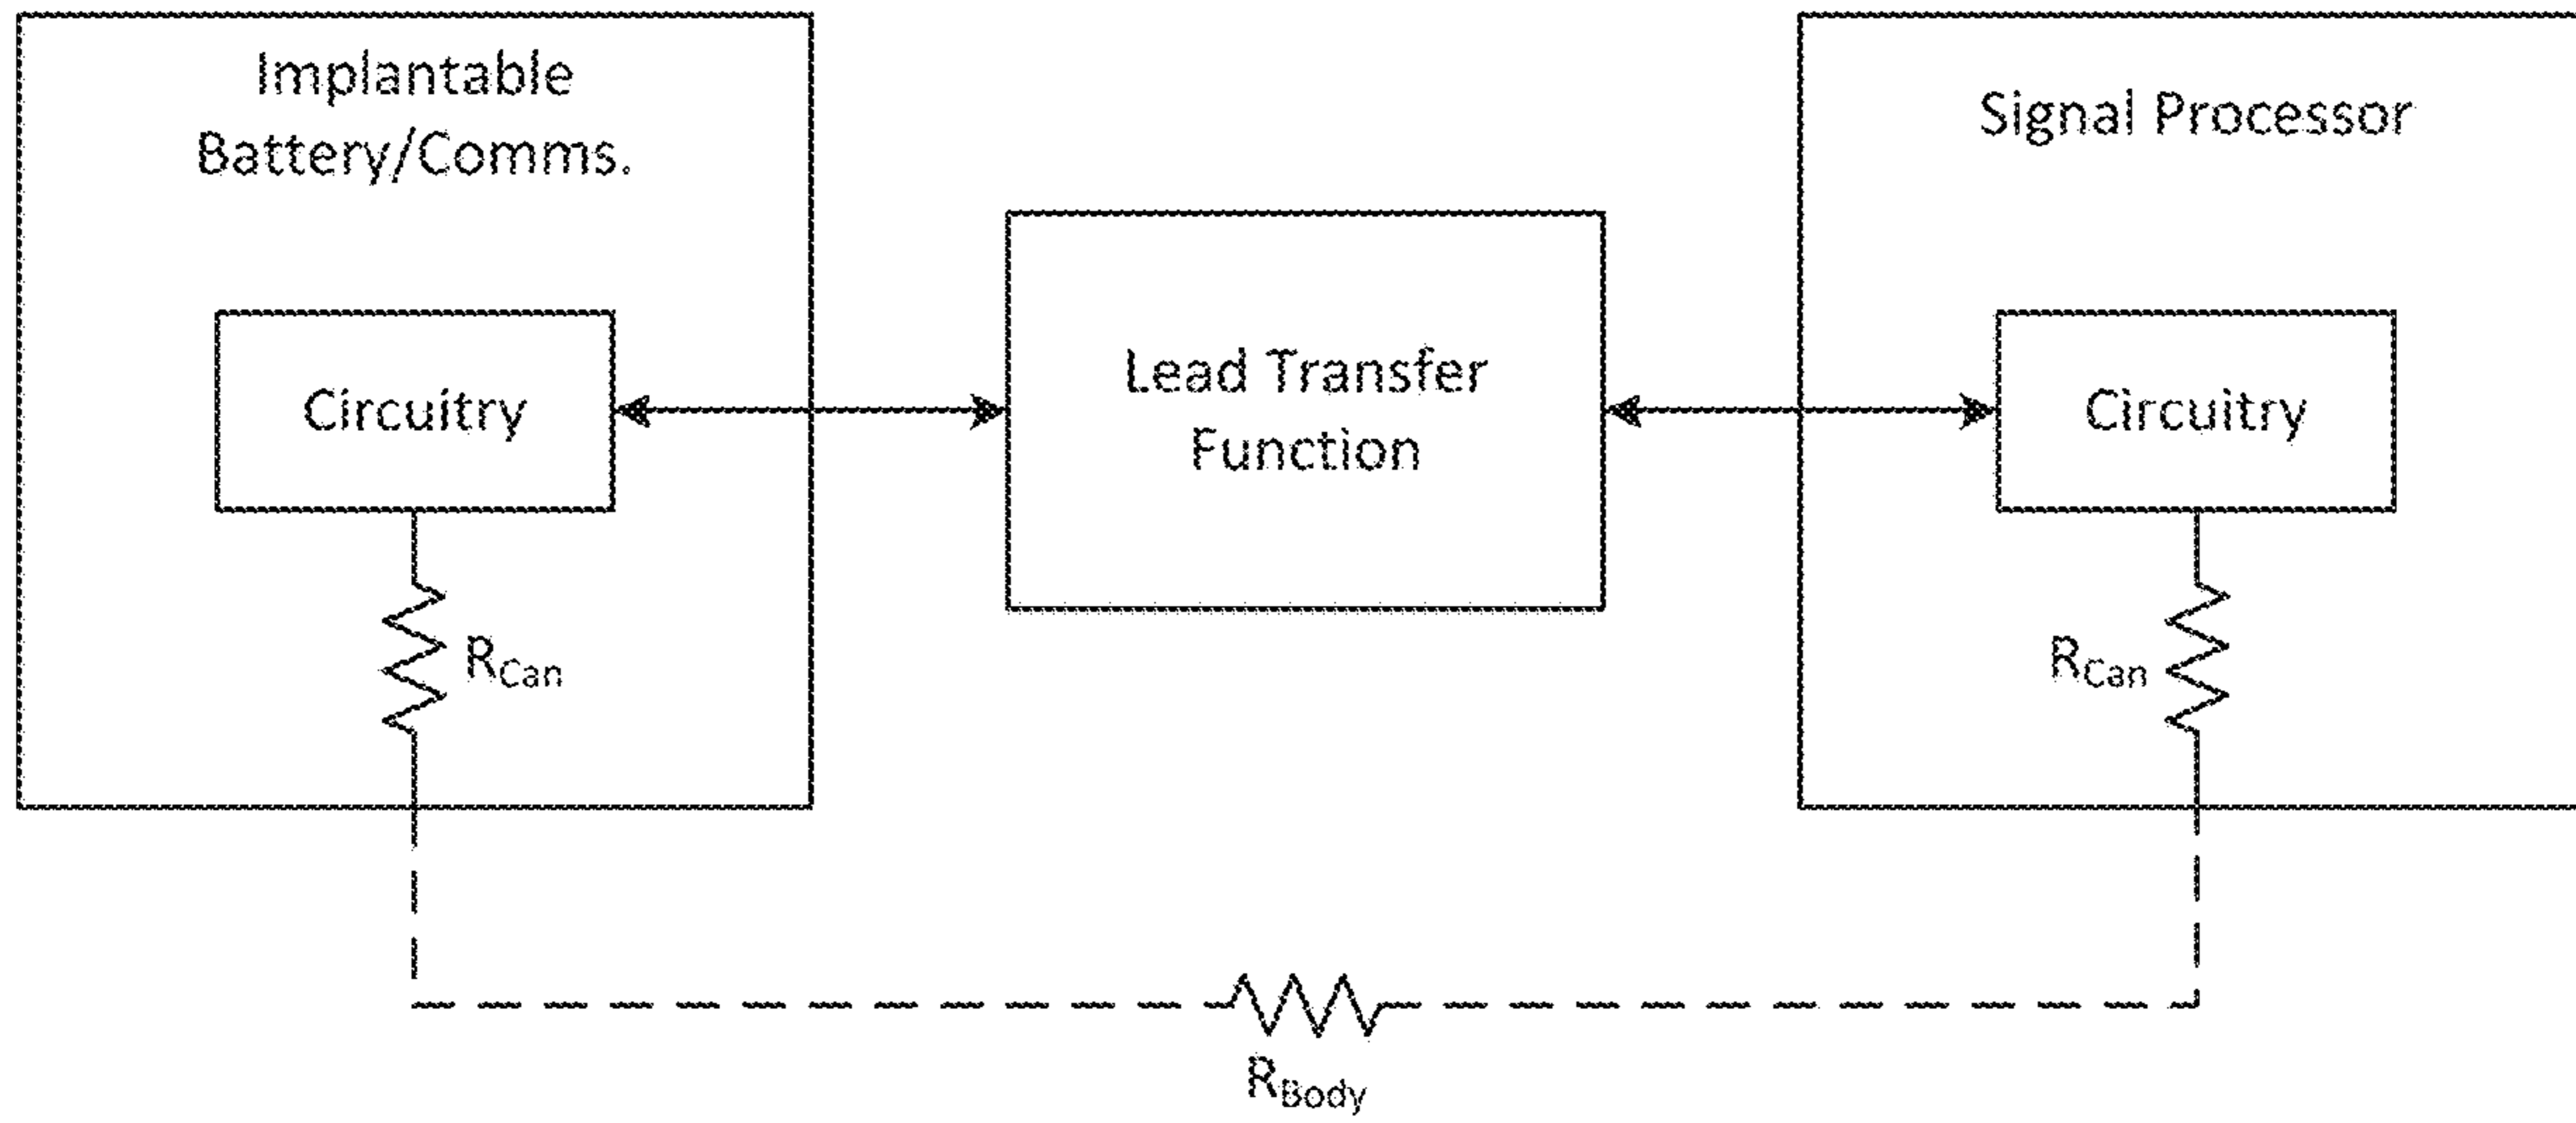 Implantable
Battery/Comms.
Signal Processor
Lead Transfer
Function
Circuitry
Circuitry
RCan
RCan
RBody